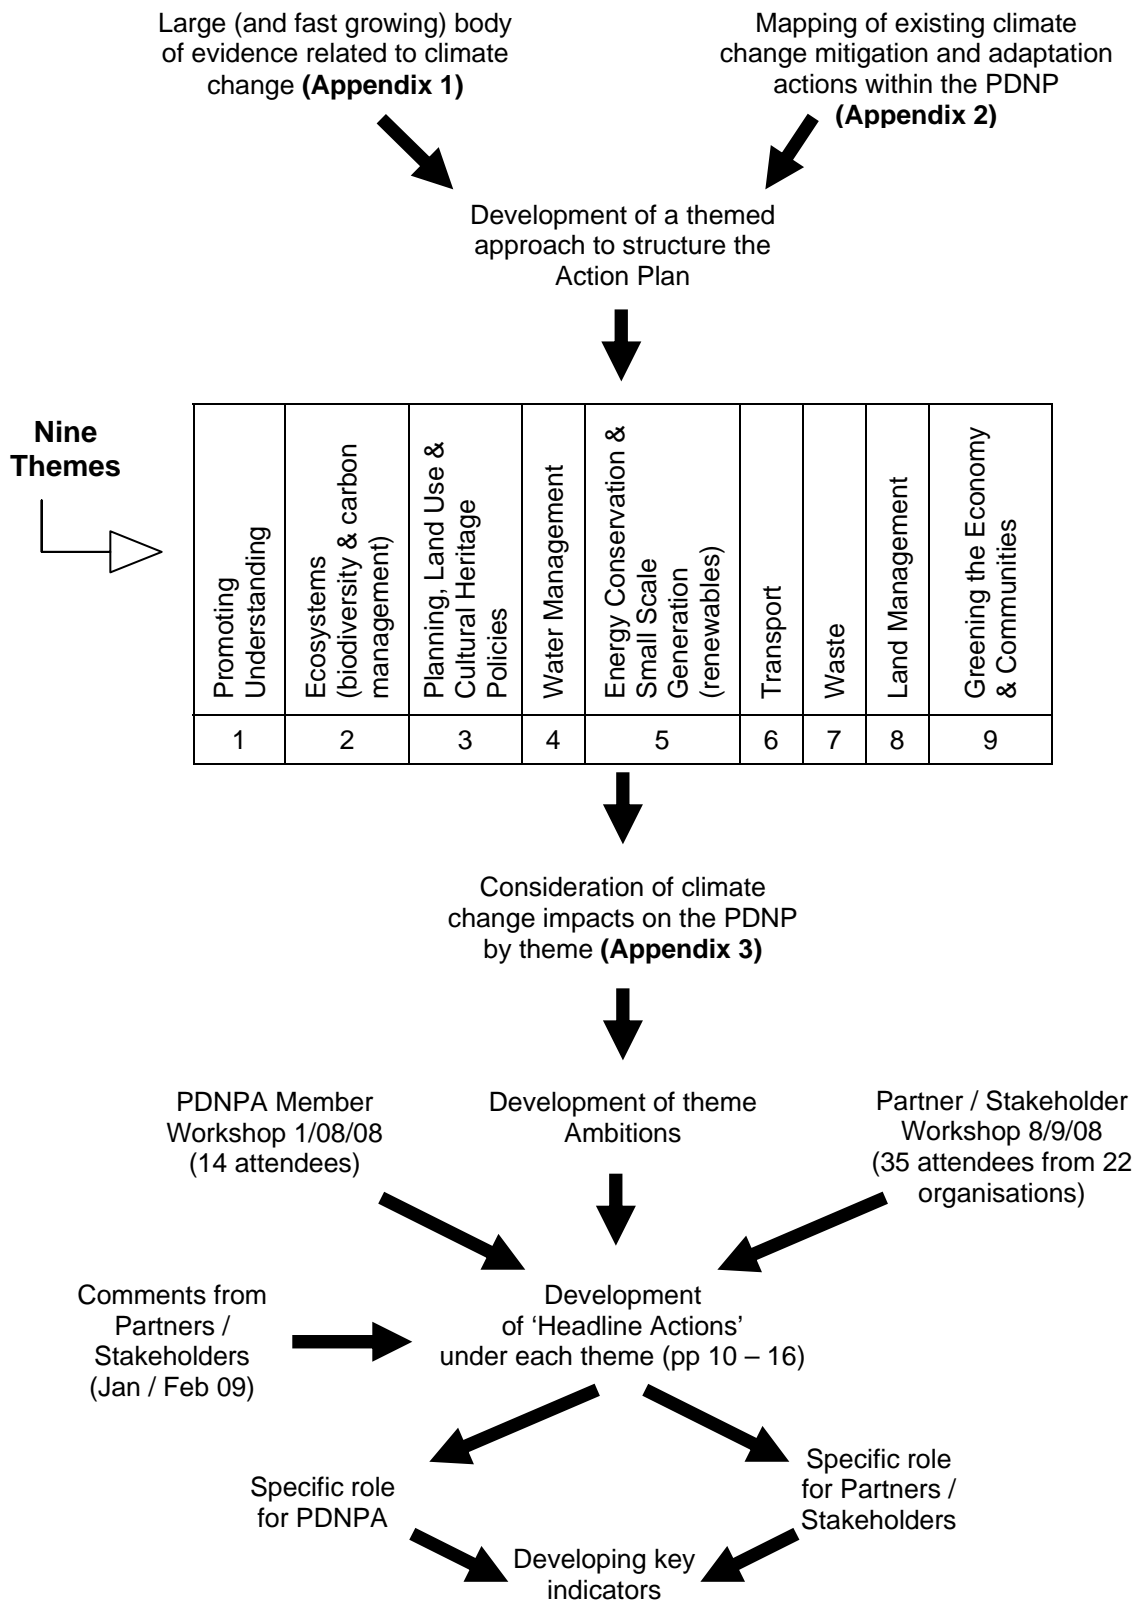 Large (and fast growing) body
of evidence related to climate
change (Appendix 1)
Mapping of existing climate
change mitigation and adaptation
actions within the PDNP
(Appendix 2)
Development of a themed
approach to structure the
Action Plan
Nine
Themes
Promoting
Understanding
Ecosystems
(biodiversity & carbon
management)
Planning, Land Use &
Cultural Heritage
Policies
Water Management
Energy Conservation &
Small Scale
Generation
(renewables)
Transport
Waste
Land Management
Greening the Economy
& Communities
1 2 3 4 5 6 7 8 9
Consideration of climate
change impacts on the PDNP
by theme (Appendix 3)
PDNPA Member
Workshop 1/08/08
(14 attendees)
Development of theme
Ambitions
Partner / Stakeholder
Workshop 8/9/08
(35 attendees from 22
organisations)
Comments from
Partners /
Stakeholders
(Jan / Feb 09)
Development
of ‘Headline Actions’
under each theme (pp 10 – 16)
Specific role
for PDNPA
Specific role
for Partners /
Stakeholders
Developing key
indicators